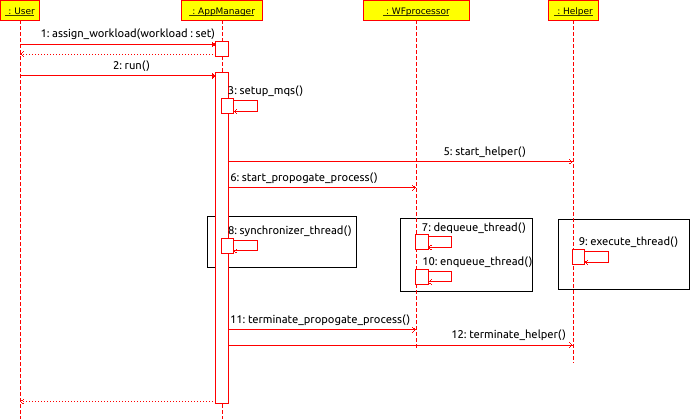 : User
: AppManager
: WFprocessor
: Helper
1: assign_workload(workload : set)
2: run()
3: setup_mqs()
5: start_helper()
6: start_propogate_process()
8: synchronizer_thread()
7: dequeue_thread()
9: execute_thread()
10: enqueue_thread()
11: terminate_propogate_process()
12: terminate_helper()